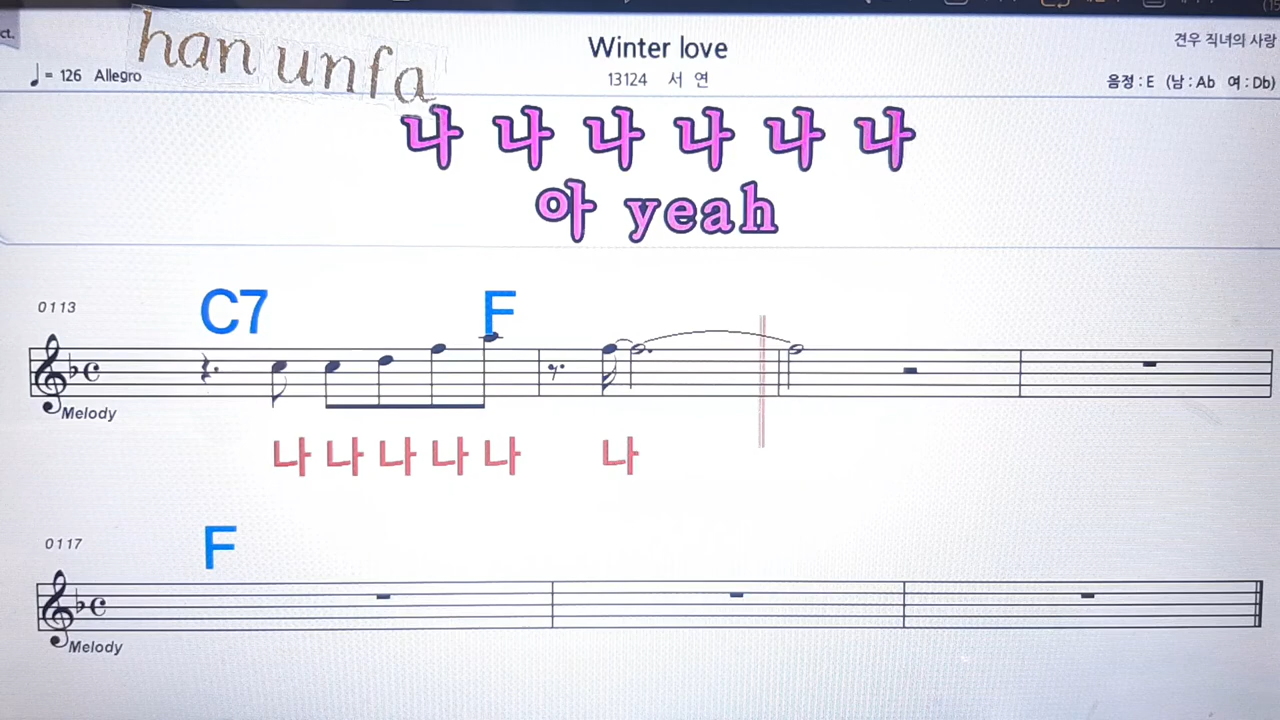 ct.
han unfa
Winter love
견우 직녀의 사랑
♩= 126 Allegro
13124 서 연
음정 : E (남 : Ab 여 : Db)
나 나 나 나 나 나
아 yeah
0113
C7 F
Melody
나 나 나 나 나 나
0117
F
Melody